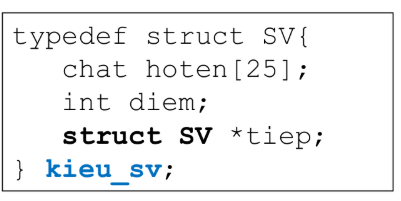 typedef struct SV{
chat hoten[25];
int diem;
struct SV *tiep;
} kieu_sv;